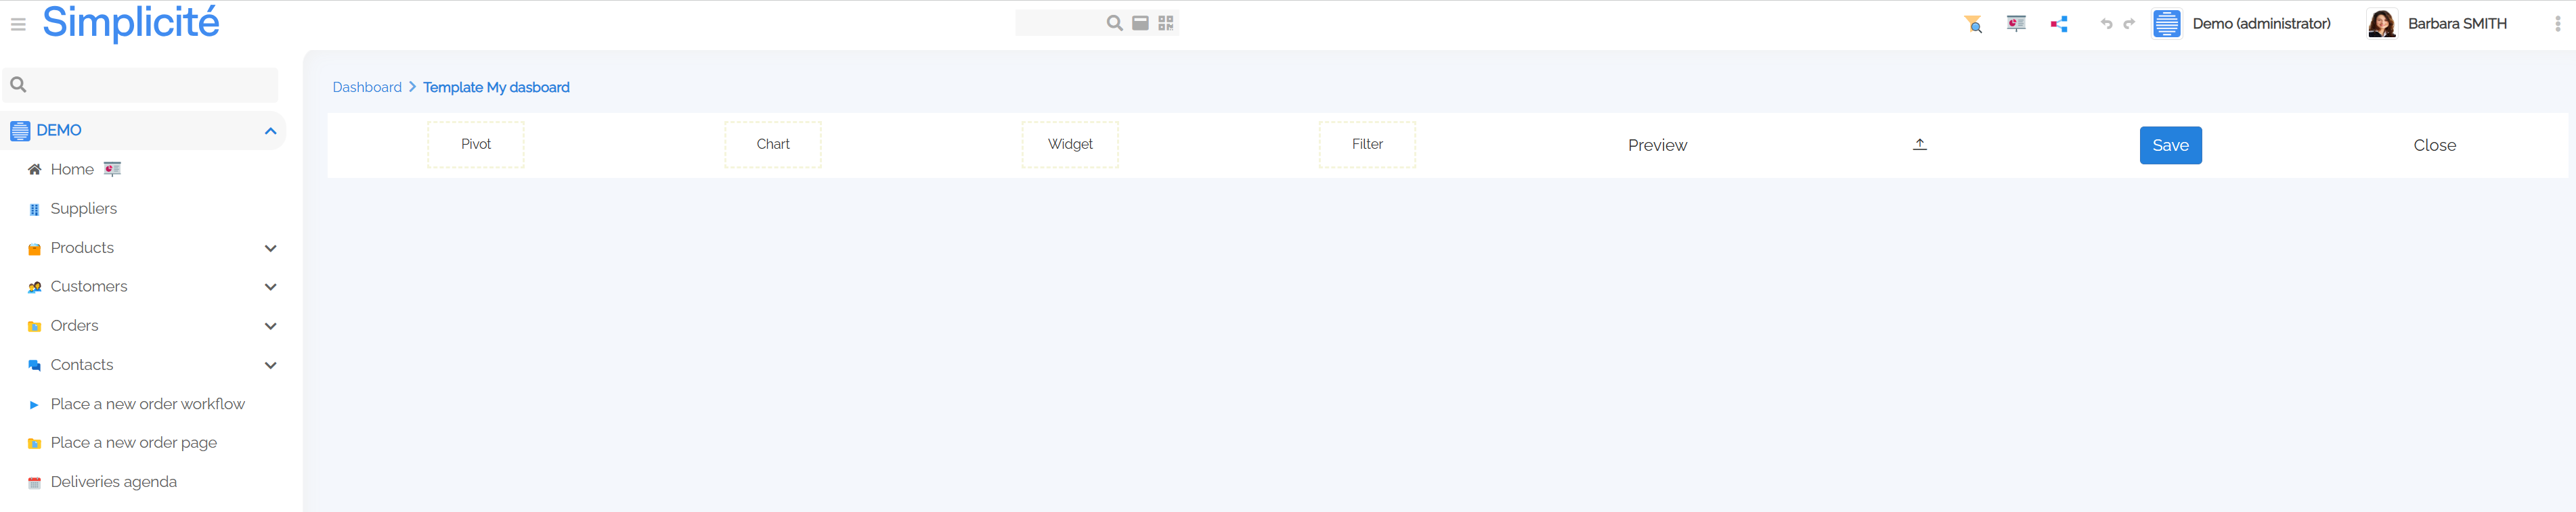 Simplicité
Demo (administrator)
Barbara SMITH
Dashboard
Template My dasboard
DEMO
Pivot
Chart
Widget
Filter
Preview
Save
Close
Home
Suppliers
Products
Customers
Orders
Contacts
Place a new order workflow
Place a new order page
Deliveries agenda